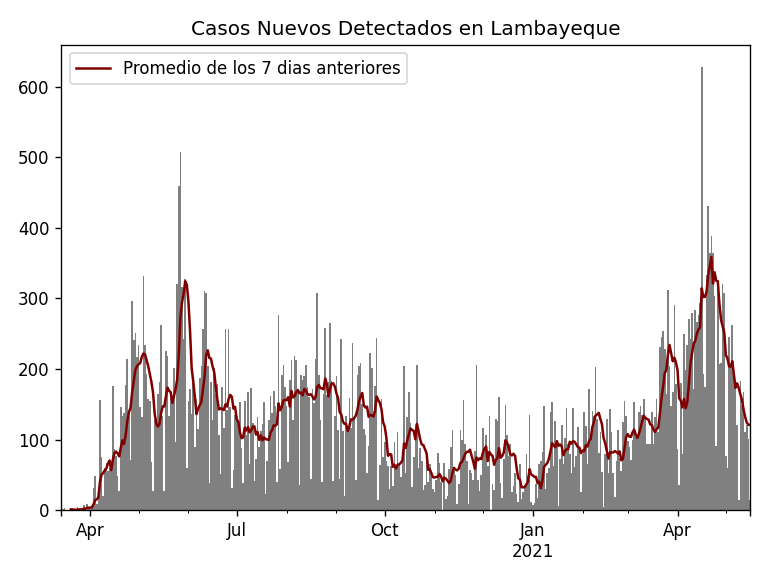 Casos Nuevos Detectados en Lambayeque
Promedio de los 7 dias anteriores
600
500
400
300
200
100
0
Apr Jul Oct Jan Apr
2021